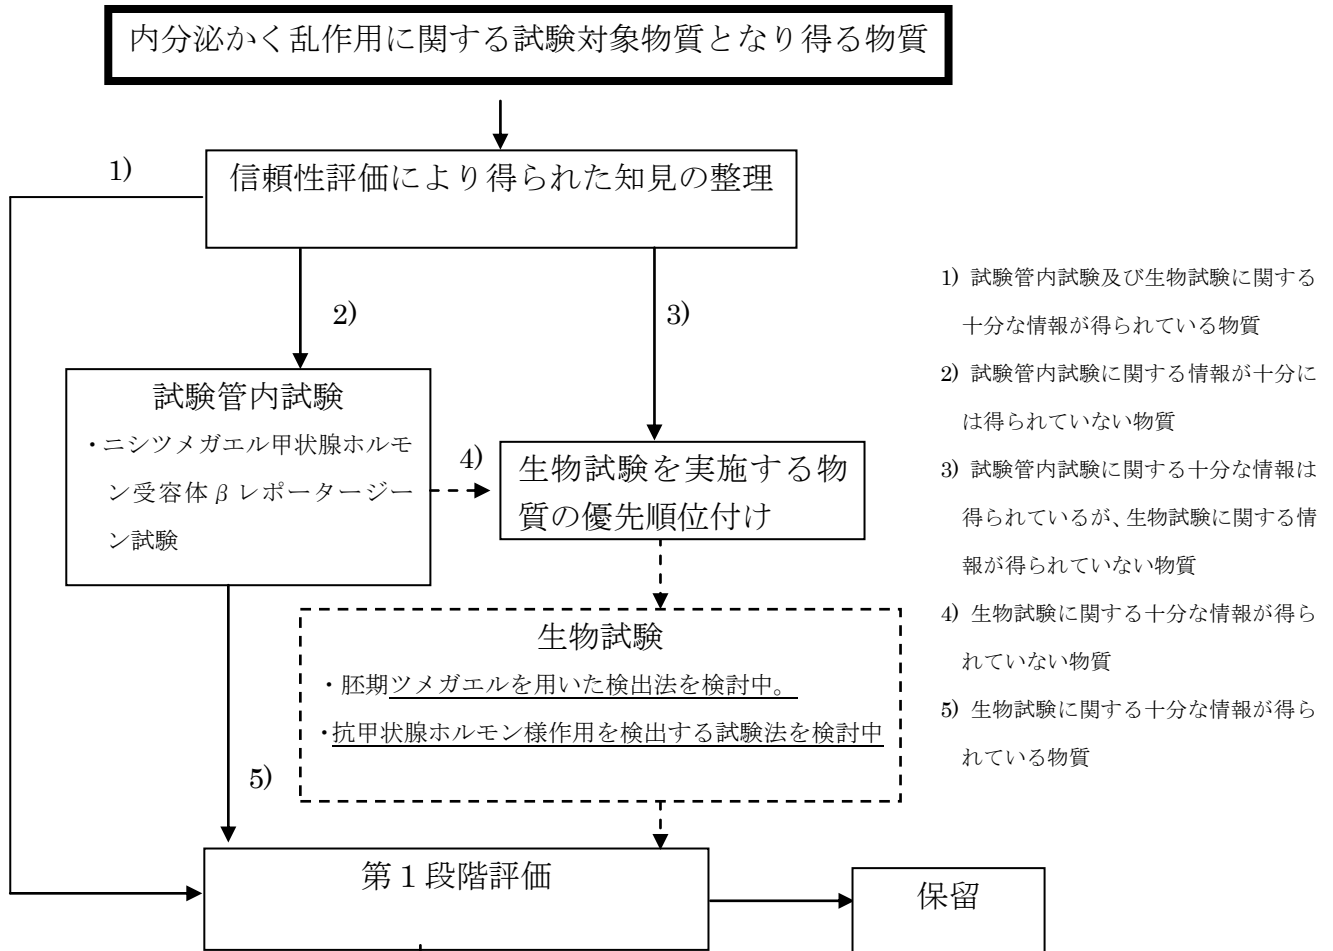 内分泌かく乱作用に関する試験対象物質となり得る物質
1)
信頼性評価により得られた知見の整理
2)
3)
試験管内試験
・ニシツメガエル甲状腺ホルモ
ン受容体βレポータージー
ン試験
4)
生物試験を実施する物
質の優先順位付け
生物試験
・胚期ツメガエルを用いた検出法を検討中。
・抗甲状腺ホルモン様作用を検出する試験法を検討中
5)
第１段階評価
保留
1) 試験管内試験及び生物試験に関する
十分な情報が得られている物質
2) 試験管内試験に関する情報が十分に
は得られていない物質
3) 試験管内試験に関する十分な情報は
得られているが、生物試験に関する情
報が得られていない物質
4) 生物試験に関する十分な情報が得ら
れていない物質
5) 生物試験に関する十分な情報が得ら
れている物質